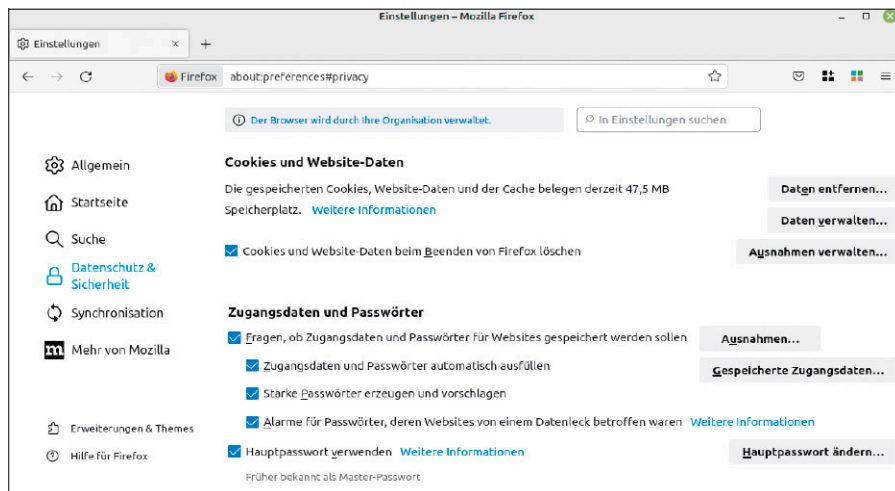 Einstellungen – Mozilla Firefox
Einstellungen
Firefox about:preferences#privacy
Der Browser wird durch Ihre Organisation verwaltet.
In Einstellungen suchen
Allgemein
Startseite
Suche
Datenschutz &
Sicherheit
Synchronisation
m Mehr von Mozilla
Erweiterungen & Themes
Hilfe für Firefox
Cookies und Website-Daten
Die gespeicherten Cookies, Website-Daten und der Cache belegen derzeit 47,5 MB
Speicherplatz. Weitere Informationen
Daten entfernen...
Daten verwalten...
Cookies und Website-Daten beim Beenden von Firefox löschen
Ausnahmen verwalten...
Zugangsdaten und Passwörter
Fragen, ob Zugangsdaten und Passwörter für Websites gespeichert werden sollen
Ausnahmen...
Zugangsdaten und Passwörter automatisch ausfüllen
Gespeicherte Zugangsdaten...
Starke Passwörter erzeugen und vorschlagen
Alarme für Passwörter, deren Websites von einem Datenleck betroffen waren Weitere Informationen
Hauptpasswort verwenden Weitere Informationen
Hauptpasswort ändern...
Früher bekannt als Master-Passwort